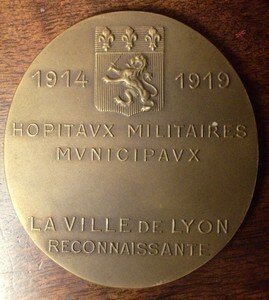 1914 1919
HOPITAVX MILITAIRES
MVNICIPAVX
LA VILLE DE LYON
RECONNAISSANTE